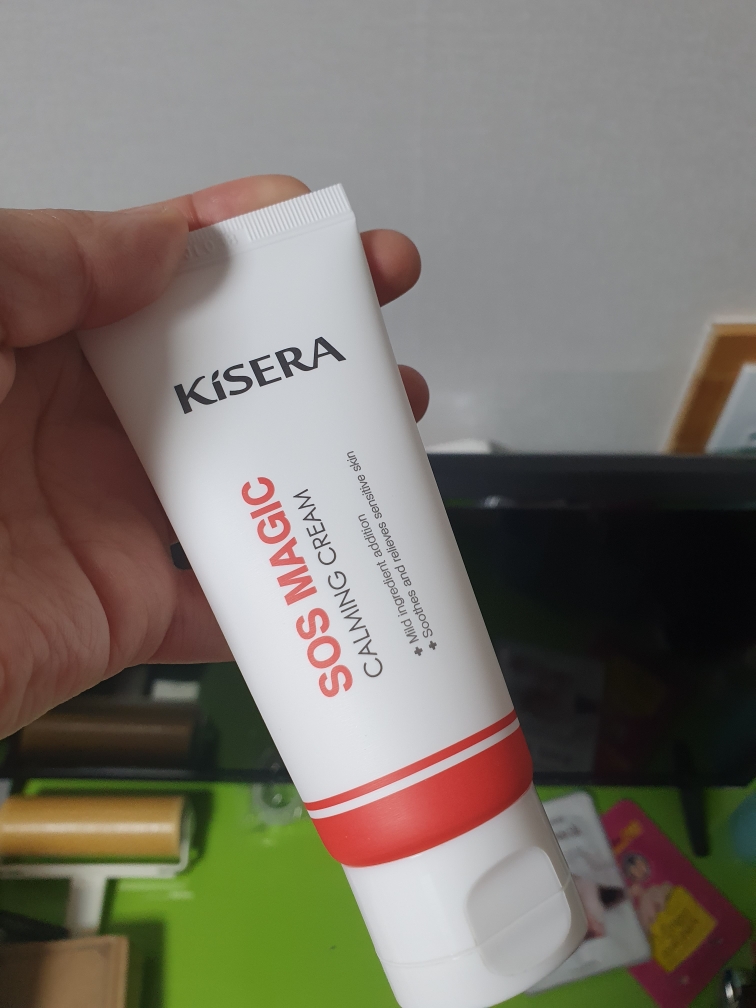 KiSERA
SOS MAGIC
CALMING CREAM
+ Mild ingredient addition
+ Soothes and relieves sensitive skin